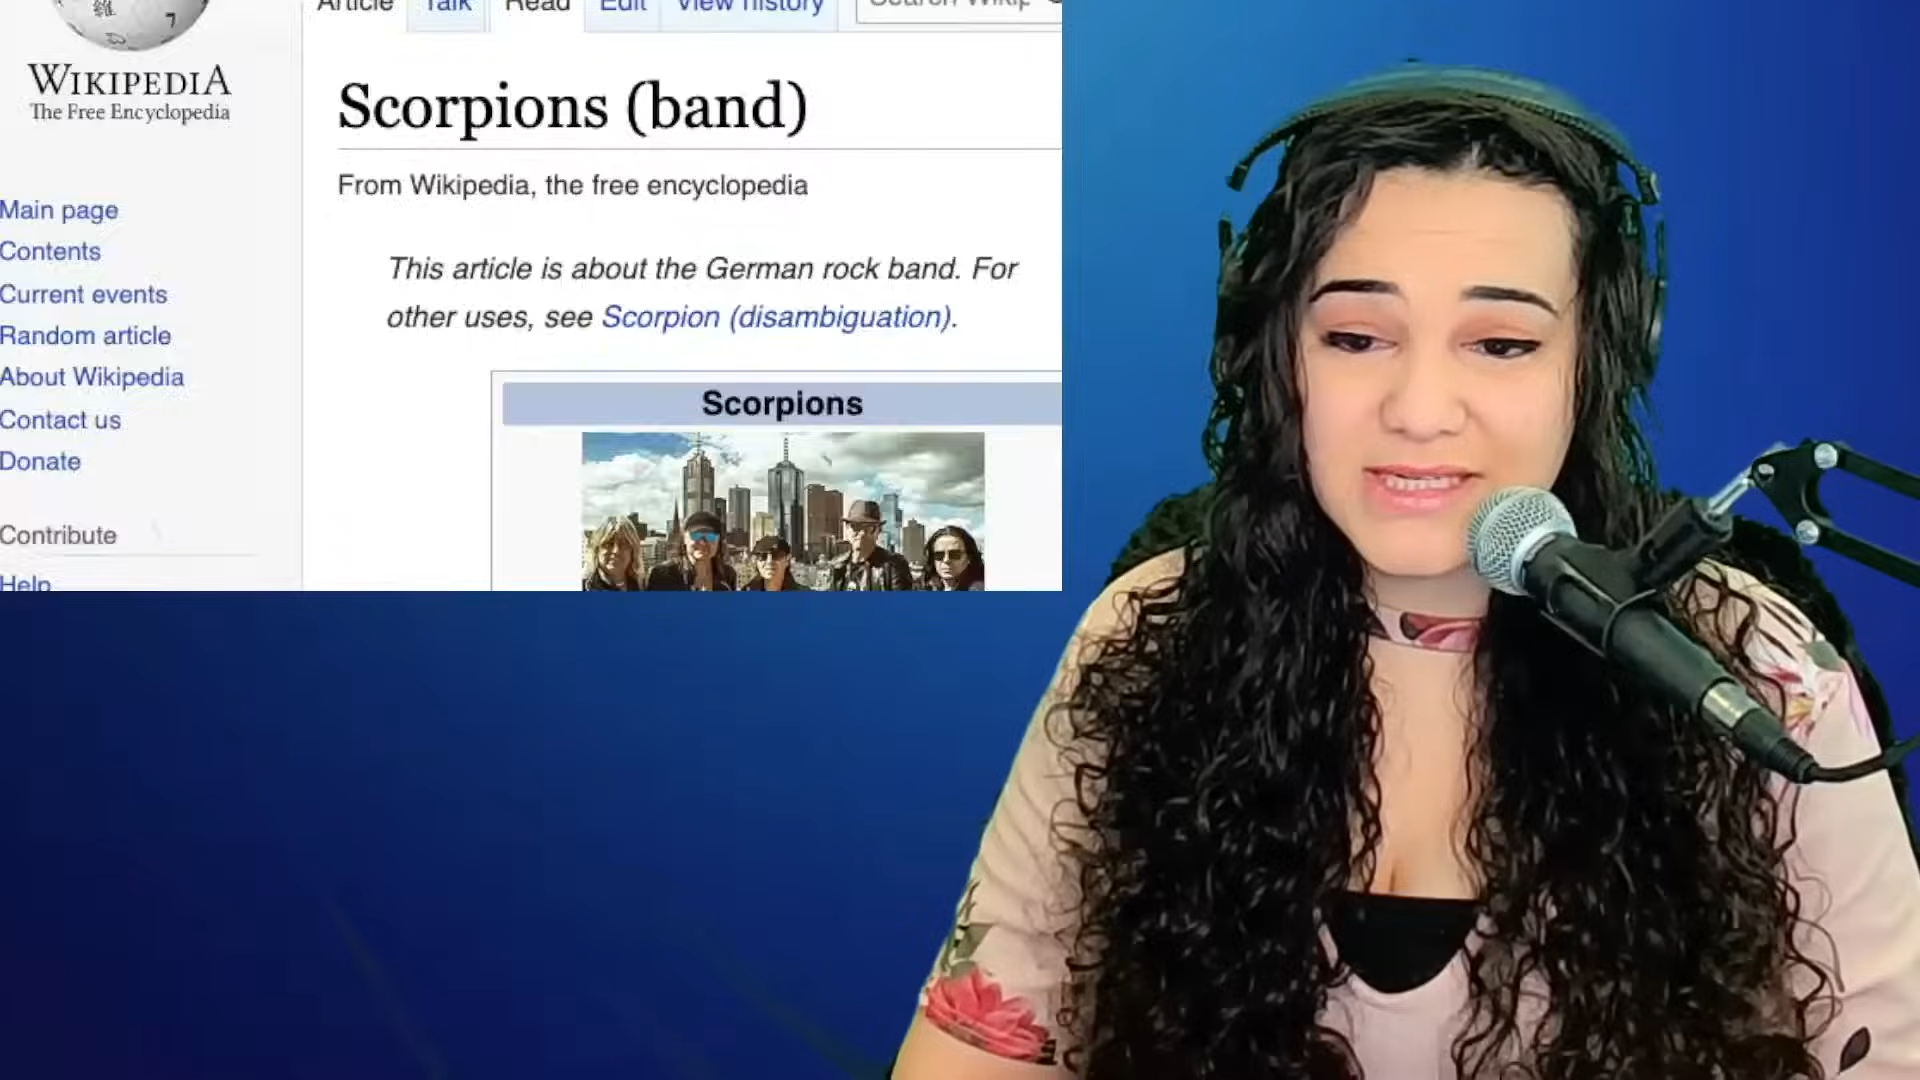 Article Talk Read Edit View history Search Wikip
WIKIPEDIA
The Free Encyclopedia
Main page
Contents
Current events
Random article
About Wikipedia
Contact us
Donate
Contribute
Help
Scorpions (band)
From Wikipedia, the free encyclopedia
This article is about the German rock band. For
other uses, see Scorpion (disambiguation).
Scorpions